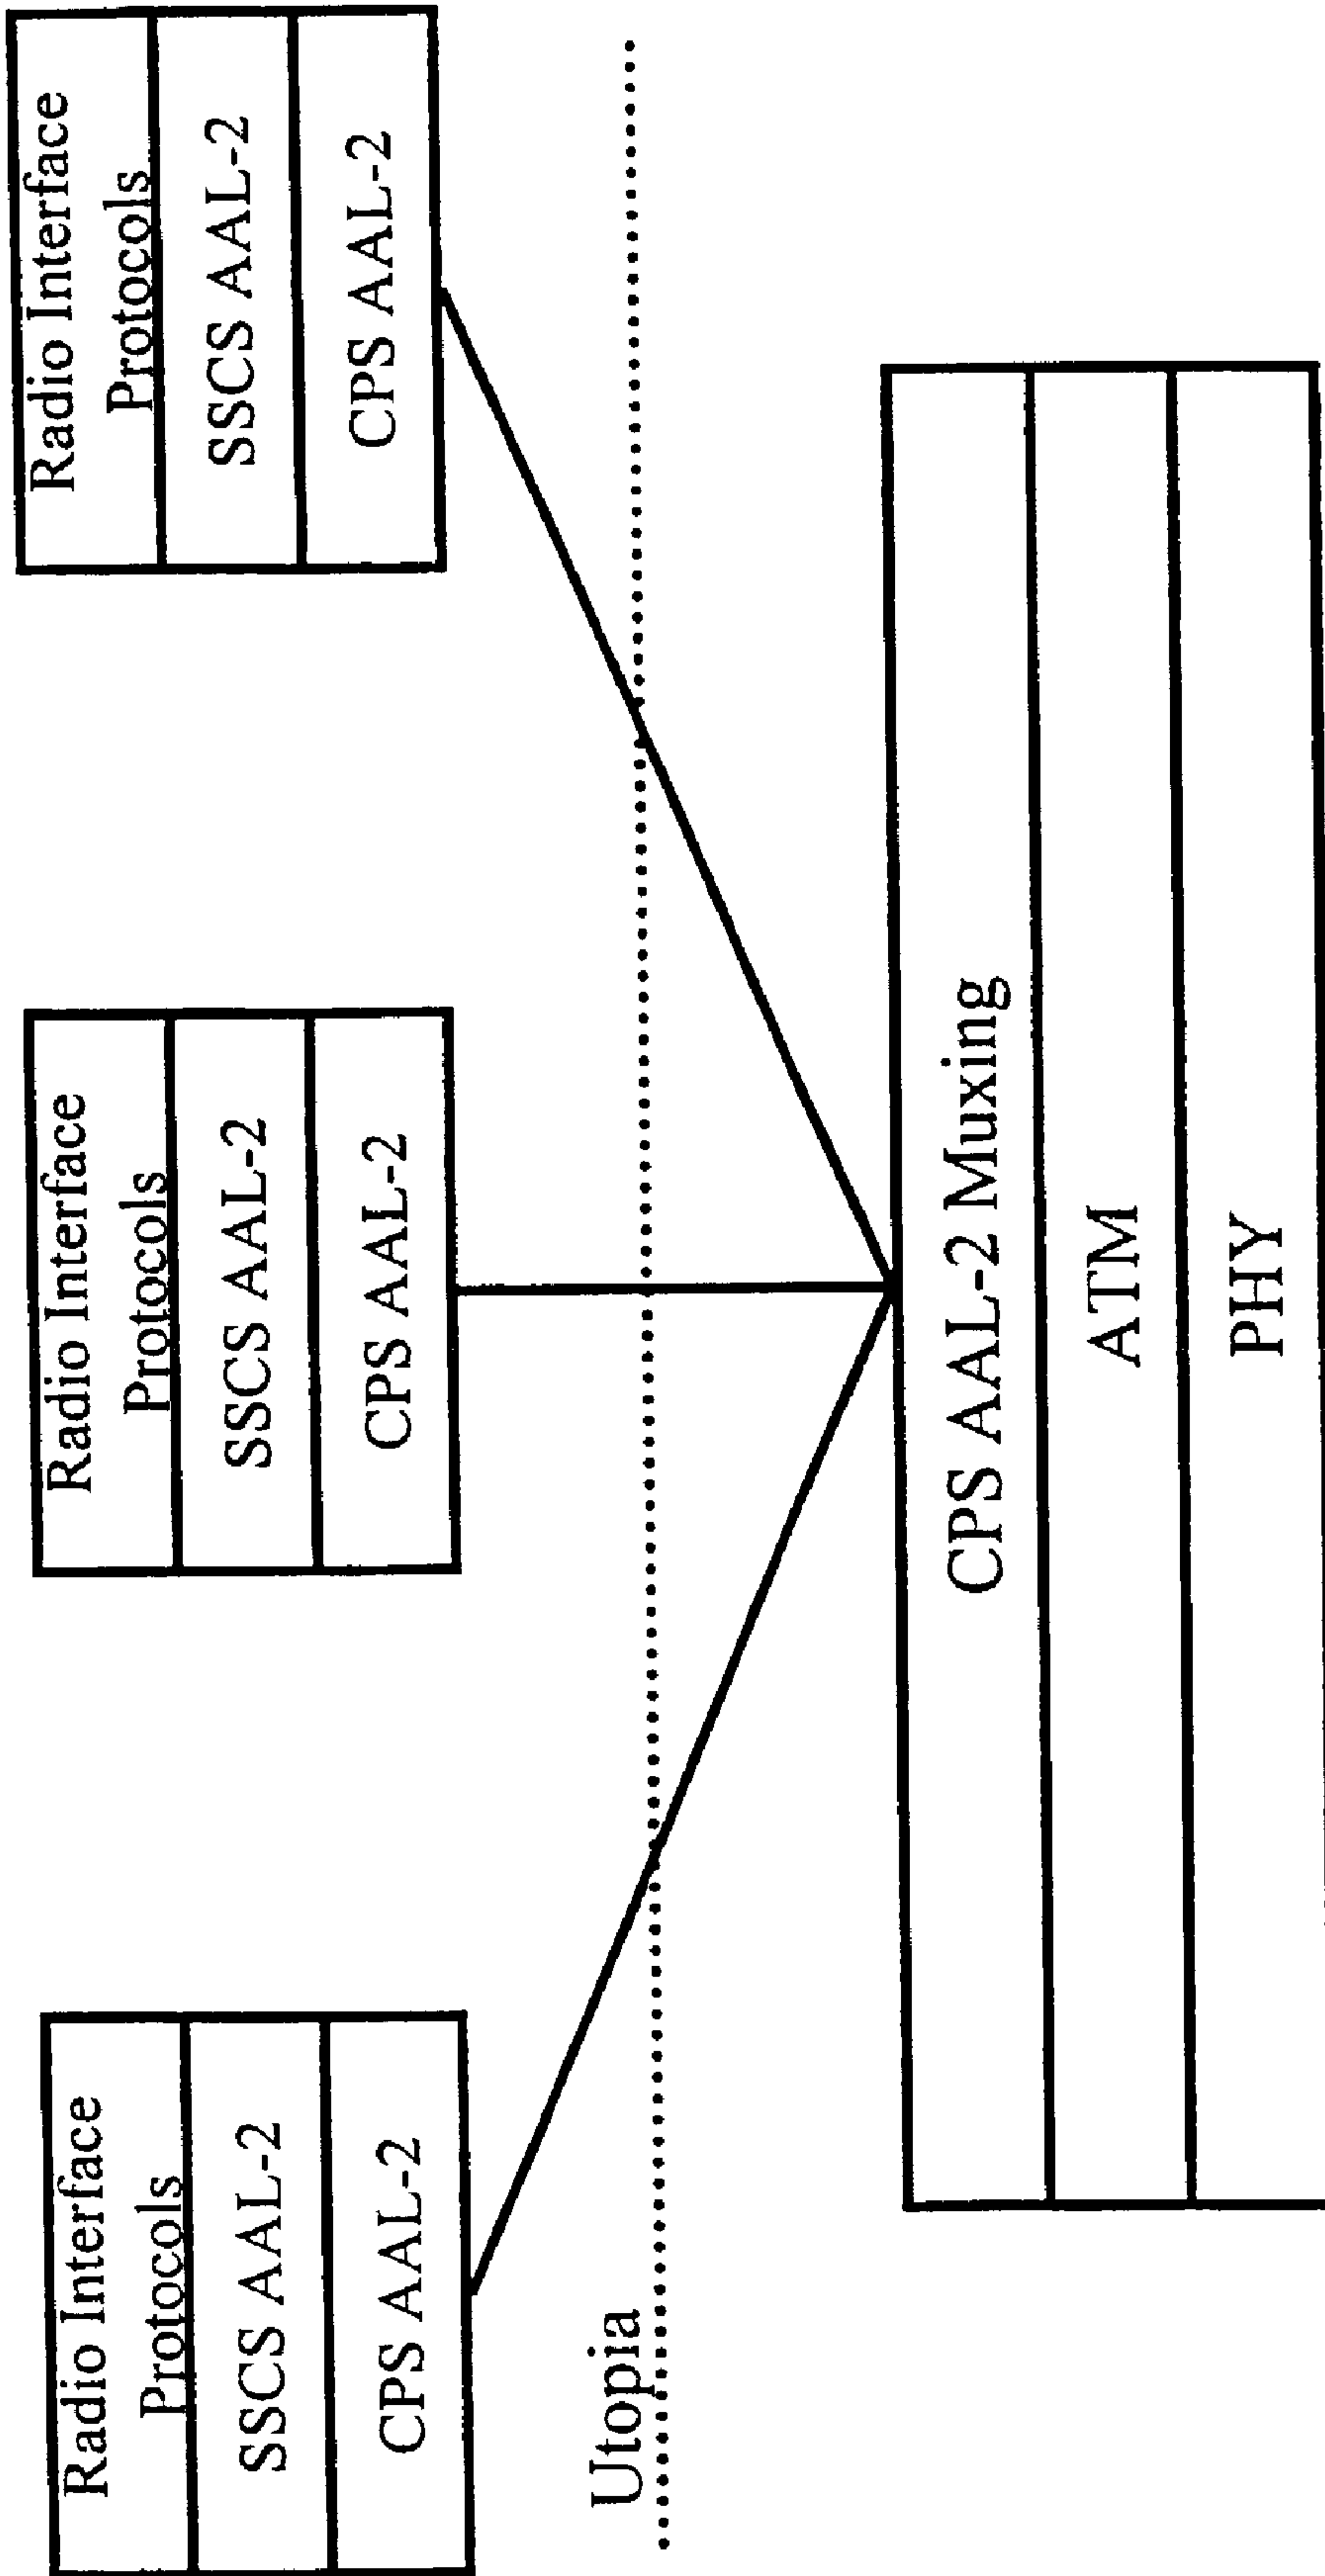 Radio Interface
Protocols
SSCS AAL-2
CPS AAL-2
Radio Interface
Protocols
SSCS AAL-2
CPS AAL-2
Radio Interface
Protocols
SSCS AAL-2
CPS AAL-2
Utopia
CPS AAL-2 Muxing
ATM
PHY